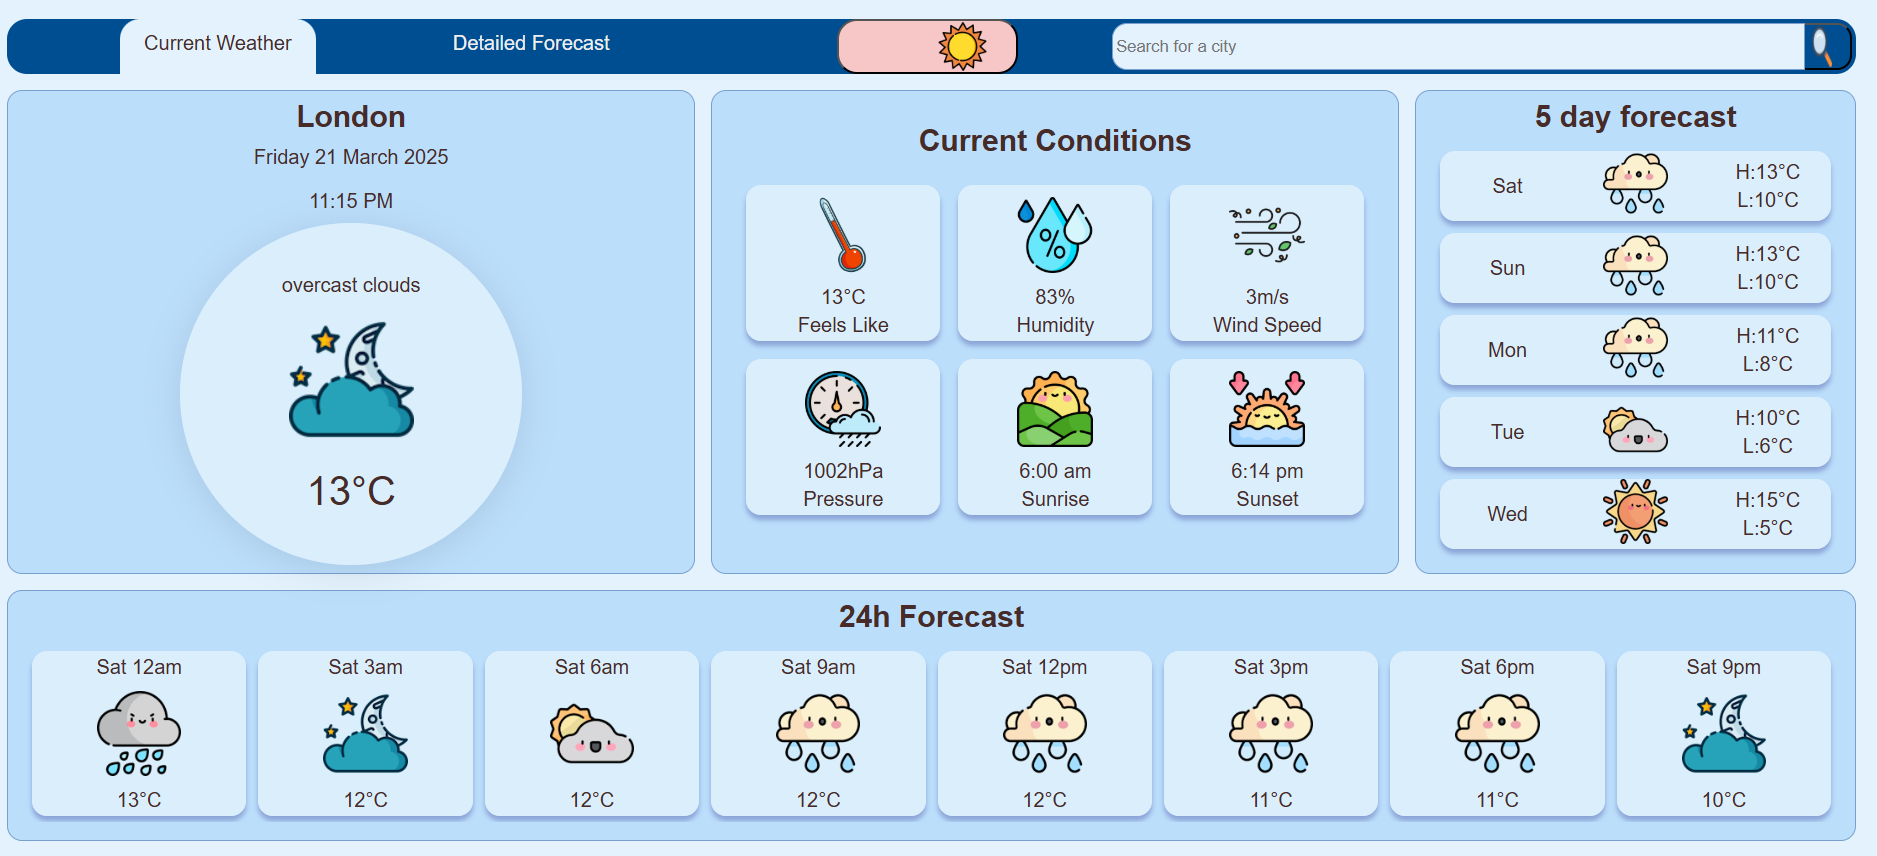 Current Weather
Detailed Forecast
Search for a city
London
Friday 21 March 2025
11:15 PM
overcast clouds
13°C
Current Conditions
13°C
Feels Like
83%
Humidity
3m/s
Wind Speed
1002hPa
Pressure
6:00 am
Sunrise
6:14 pm
Sunset
5 day forecast
Sat
H:13°C
L:10°C
Sun
H:13°C
L:10°C
Mon
H:11°C
L:8°C
Tue
H:10°C
L:6°C
Wed
H:15°C
L:5°C
24h Forecast
Sat 12am
13°C
Sat 3am
12°C
Sat 6am
12°C
Sat 9am
12°C
Sat 12pm
12°C
Sat 3pm
11°C
Sat 6pm
11°C
Sat 9pm
10°C